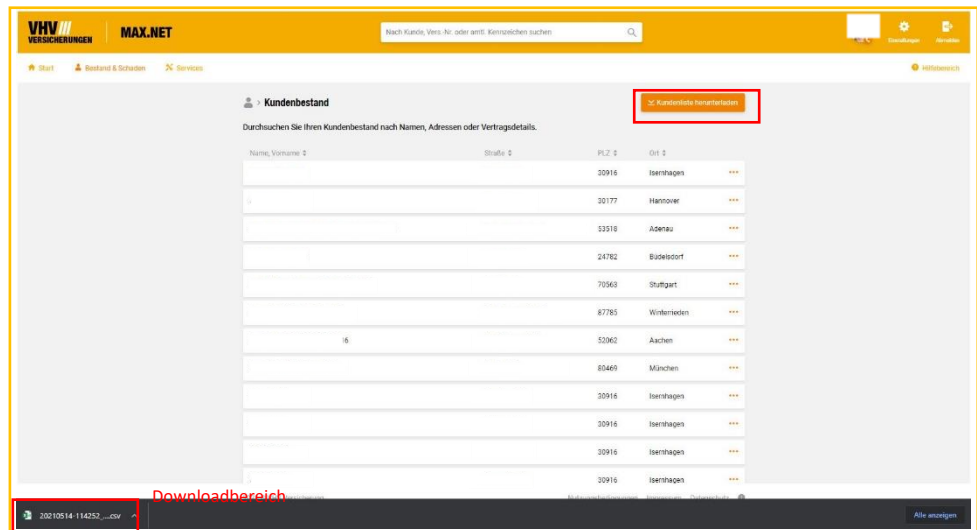 VHV ///
VERSICHERUNGEN
MAX.NET
Nach Kunde, Vers.-Nr. oder amtl. Kennzeichen suchen
Einstellungen
Abmelden
Start
Bestand & Schaden
Services
Hilfebereich
> Kundenbestand
Kundenliste herunterladen
Durchsuchen Sie Ihren Kundenbestand nach Namen, Adressen oder Vertragsdetails.
Name, Vorname
Straße
PLZ
Ort
30916 Isernhagen
30177 Hannover
53518 Adenau
24782 Büdelsdorf
70563 Stuttgart
87785 Winterrieden
52062 Aachen
80469 München
30916 Isernhagen
30916 Isernhagen
30916 Isernhagen
30916 Isernhagen
Downloadbereich
Nutzungsbedingungen Impressum Datenschutz
20210514-114252_....csv
Alle anzeigen